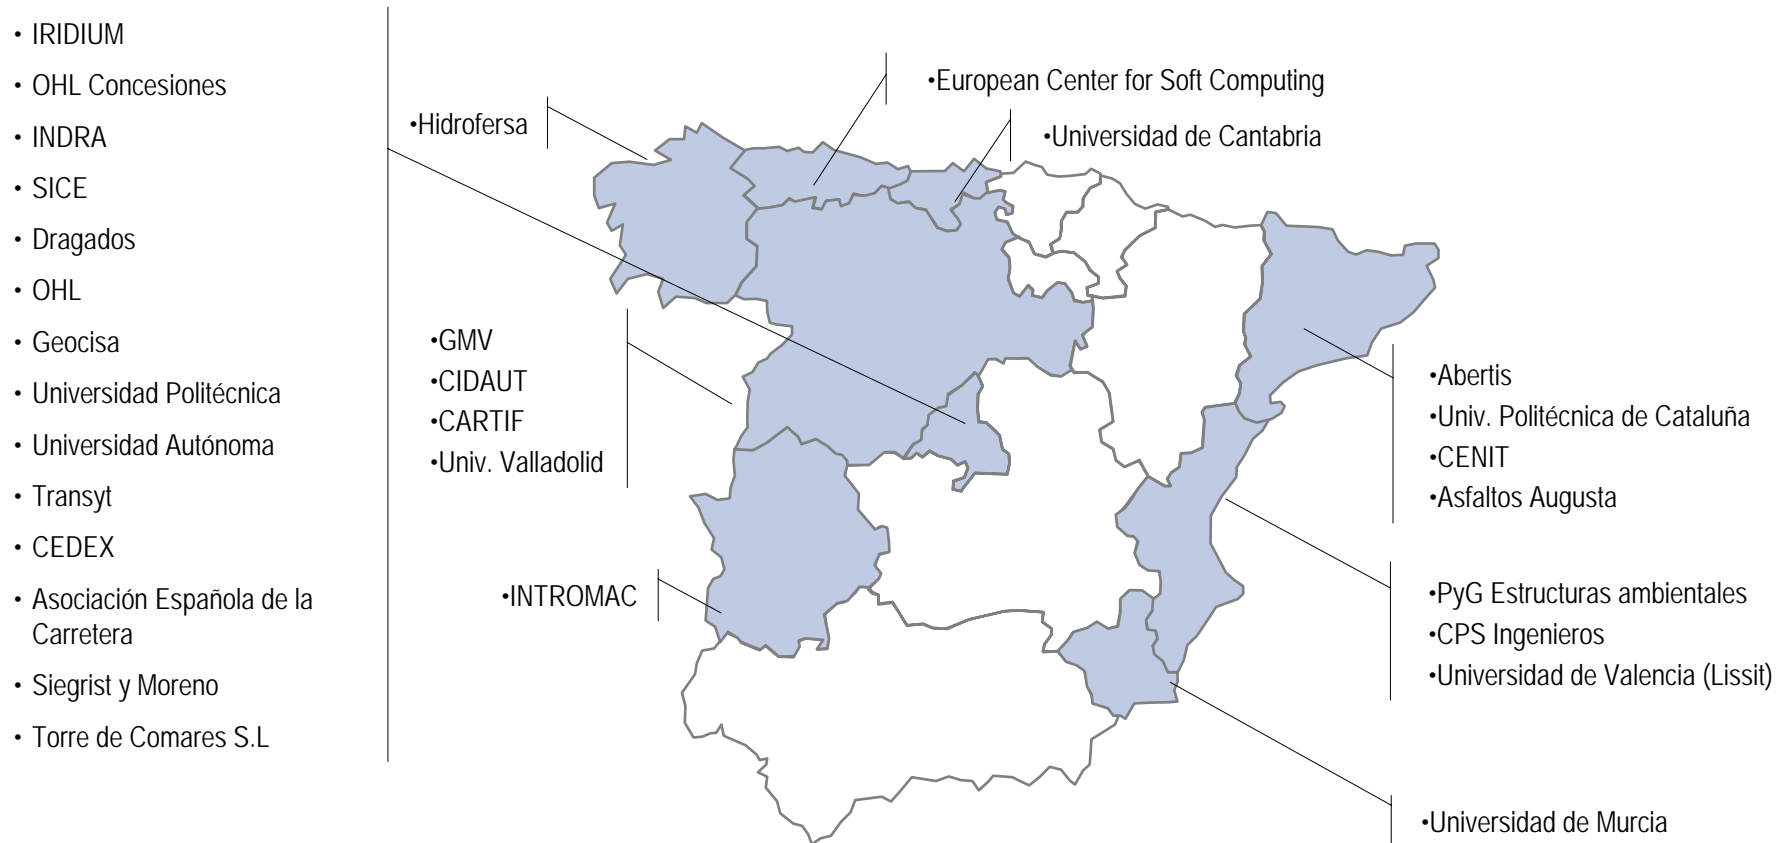 • IRIDIUM
• OHL Concesiones
• INDRA
• SICE
• Dragados
• OHL
• Geocisa
• Universidad Politécnica
• Universidad Autónoma
• Transyt
• CEDEX
• Asociación Española de la
Carretera
• Siegrist y Moreno
• Torre de Comares S.L
•Hidrofersa
•European Center for Soft Computing
•Universidad de Cantabria
•GMV
•CIDAUT
•CARTIF
•Univ. Valladolid
•INTROMAC
•Abertis
•Univ. Politécnica de Cataluña
•CENIT
•Asfaltos Augusta
•PyG Estructuras ambientales
•CPS Ingenieros
•Universidad de Valencia (Lissit)
•Universidad de Murcia